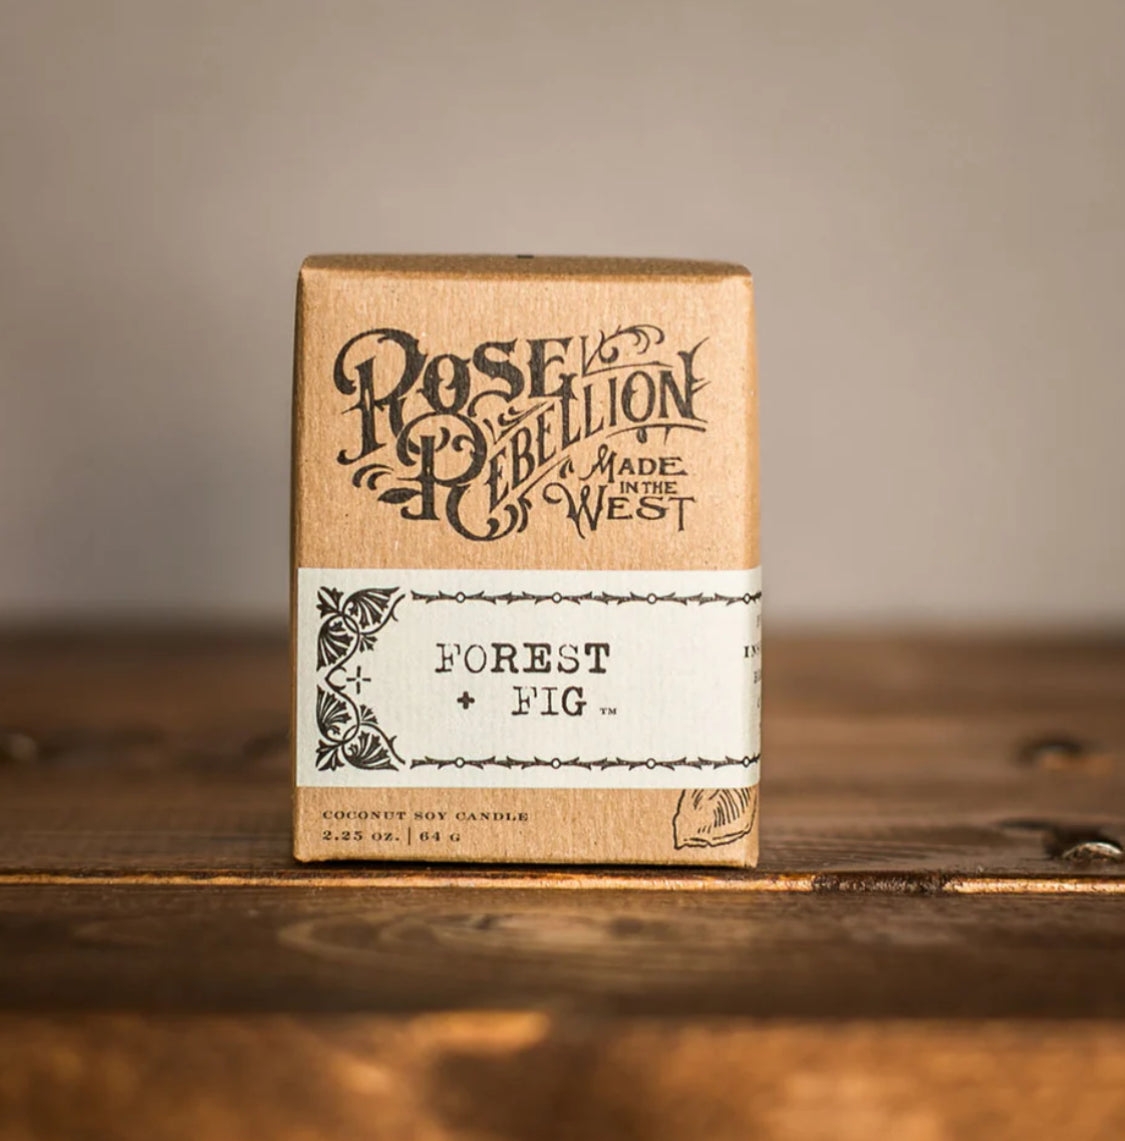 ROSE
REBELLION
MADE
IN THE
WEST
FOREST
+ FIG ™
COCONUT SOY CANDLE
2.25 OZ. | 64 G